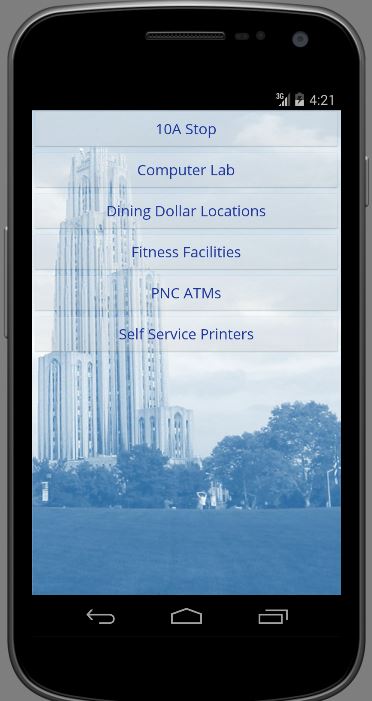 3G
4:21
10A Stop
Computer Lab
Dining Dollar Locations
Fitness Facilities
PNC ATMs
Self Service Printers